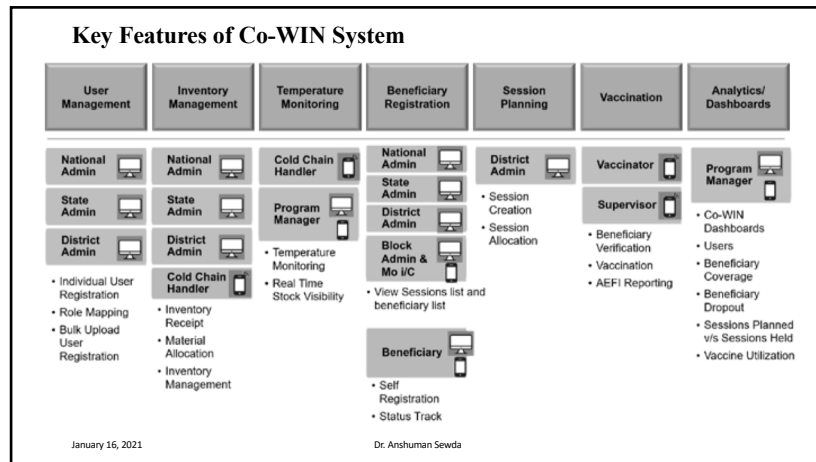 Key Features of Co-WIN System
User
Management
Inventory
Management
Temperature
Monitoring
Beneficiary
Registration
Session
Planning
Vaccination
Analytics/
Dashboards
National
Admin
State
Admin
District
Admin
• Individual User
Registration
• Role Mapping
• Bulk Upload
User
Registration
National
Admin
State
Admin
District
Admin
Cold Chain
Handler
• Inventory
Receipt
• Material
Allocation
• Inventory
Management
Cold Chain
Handler
Program
Manager
• Temperature
Monitoring
• Real Time
Stock Visibility
National
Admin
State
Admin
District
Admin
Block
Admin &
Mo i/C
• View Sessions list and
beneficiary list
Beneficiary
• Self
Registration
• Status Track
District
Admin
• Session
Creation
• Session
Allocation
Vaccinator
Supervisor
• Beneficiary
Verification
• Vaccination
• AEFI Reporting
Program
Manager
• Co-WIN
Dashboards
• Users
• Beneficiary
Coverage
• Beneficiary
Dropout
• Sessions Planned
v/s Sessions Held
• Vaccine Utilization
January 16, 2021
Dr. Anshuman Sewda